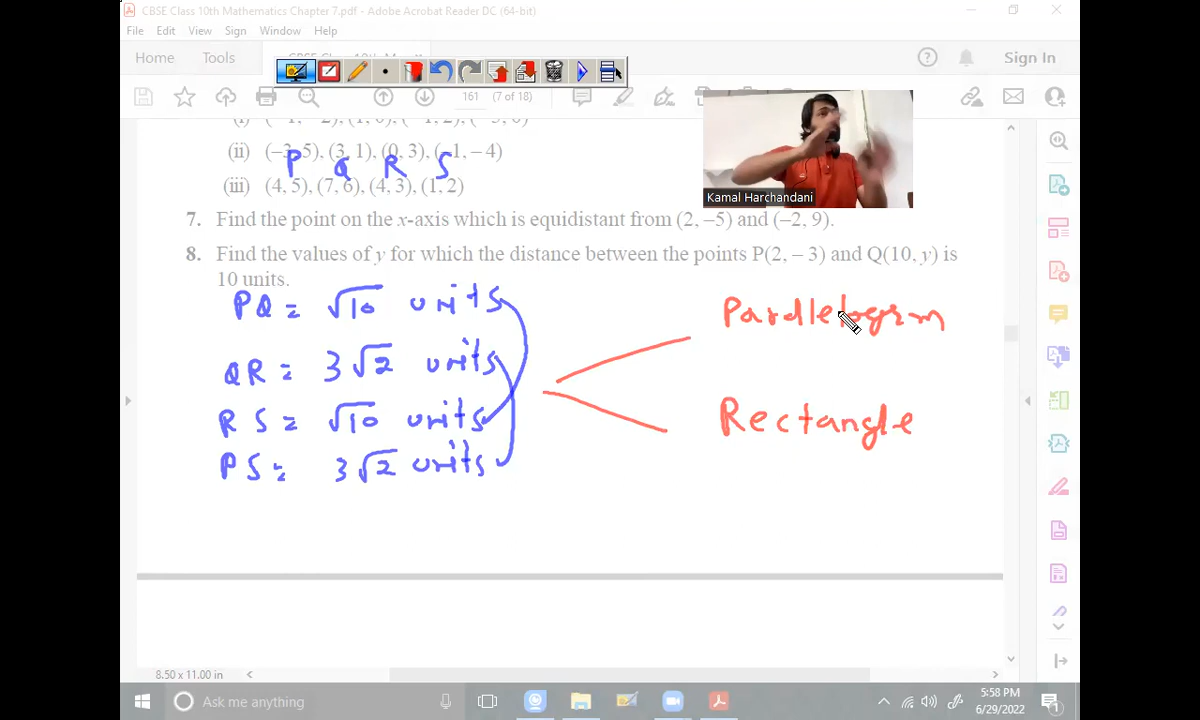 CBSE Class 10th Mathematics Chapter 7.pdf - Adobe Acrobat Reader DC (64-bit)
File Edit View Sign Window Help
Home Tools Sign In
161 (7 of 18)
(ii) (−3, 5), (3, 1), (0, 3), (−1, − 4)
P Q R S
(iii) (4, 5), (7, 6), (4, 3), (1, 2)
Kamal Harchandani
7. Find the point on the x-axis which is equidistant from (2, −5) and (−2, 9).
8. Find the values of y for which the distance between the points P(2, − 3) and Q(10, y) is
10 units.
PQ = √10 units
QR = 3√2 units
RS = √10 units
PS = 3√2 units
Rectangle
8.50 x 11.00 in
Ask me anything
5:58 PM
6/29/2022
1